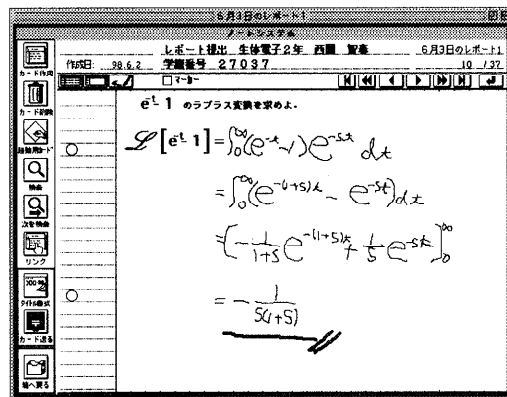 6月3日のレポート1
ノートシステム
レポート提出 生体電子2年 西
6月3日のレポート1
作成日: 98.6.2 学籍番号 27037
10 /37
マーカー
カード作成
カード削除
検索
次を検索
リンク
タイトル書式
カード送る
箱へ戻る
e⁻ᵗ- 1 のラプラス変換を求めよ.
ℒ[e⁻ᵗ- 1]=∫₀^∞(e^{-t}-1)e^{-st} dt
=∫₀^∞(e^{-(1+s)t} - e^{-st})dt
=[-1/(1+s) e^{-(1+s)t} + 1/s e^{-st}]₀^∞
= - 1/(s(1+s))